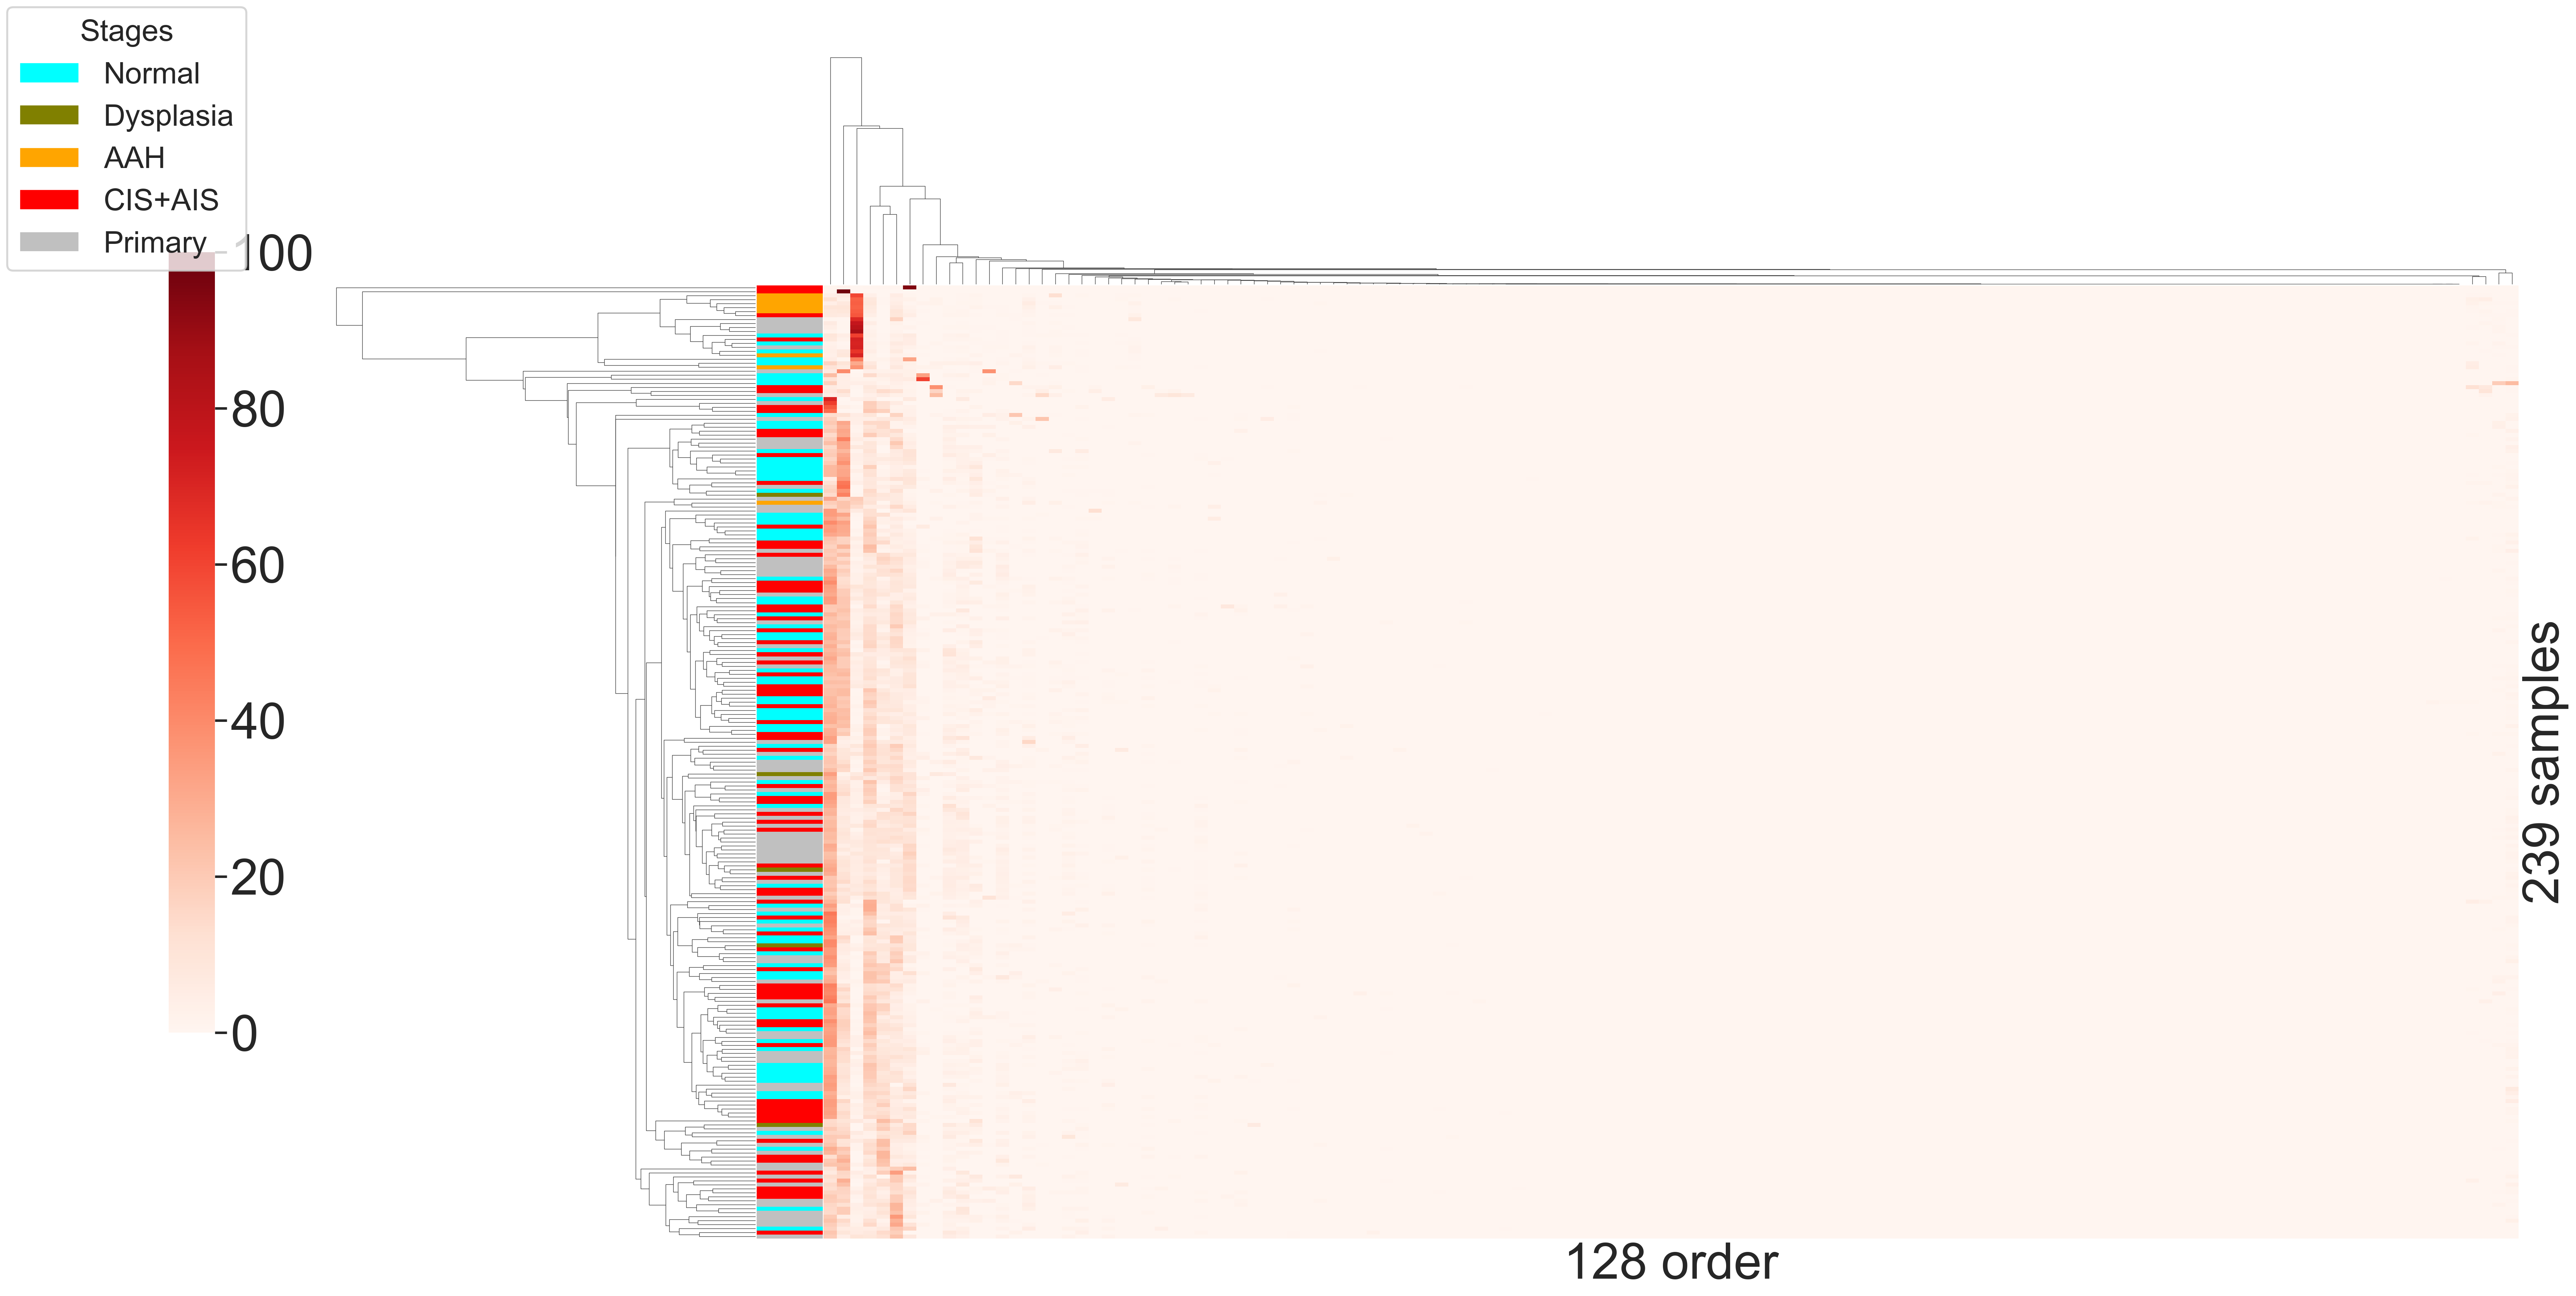 Stages
Normal
Dysplasia
AAH
CIS+AIS
Primary
100
80
60
40
20
0
239 samples
128 order